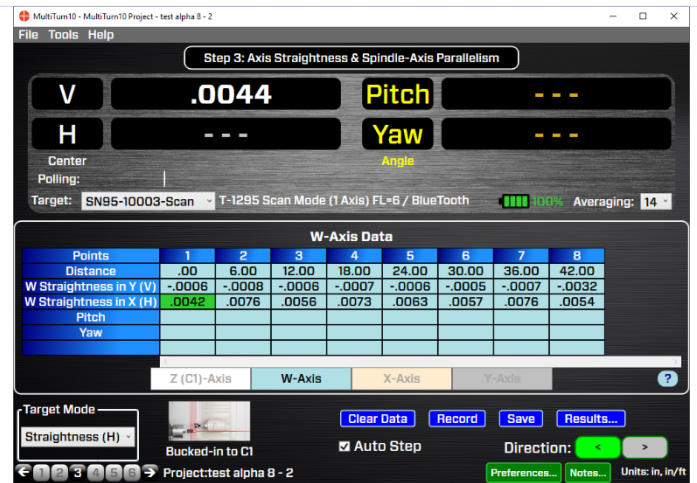 MultiTurn10 - MultiTurn10 Project - test alpha 8 - 2
File Tools Help
Step 3: Axis Straightness & Spindle-Axis Parallelism
V .0044 Pitch - - -
H - - - Yaw - - -
Center Angle
Polling:
Target: SN95-10003-Scan T-1295 Scan Mode (1 Axis) FL=6 / BlueTooth 100% Averaging: 14
W-Axis Data
Points 1 2 3 4 5 6 7 8
Distance .00 6.00 12.00 18.00 24.00 30.00 36.00 42.00
W Straightness in Y (V) -.0006 -.0008 -.0006 -.0007 -.0006 -.0005 -.0007 -.0032
W Straightness in X (H) .0042 .0076 .0056 .0073 .0063 .0057 .0076 .0054
Pitch
Yaw
Z (C1)-Axis W-Axis X-Axis Y-Axis ?
Target Mode
Straightness (H)
Bucked-in to C1
Clear Data Record Save Results...
Auto Step Direction: < >
1 2 3 4 5 6 Project:test alpha 8 - 2 Preferences... Notes... Units: in, in/ft